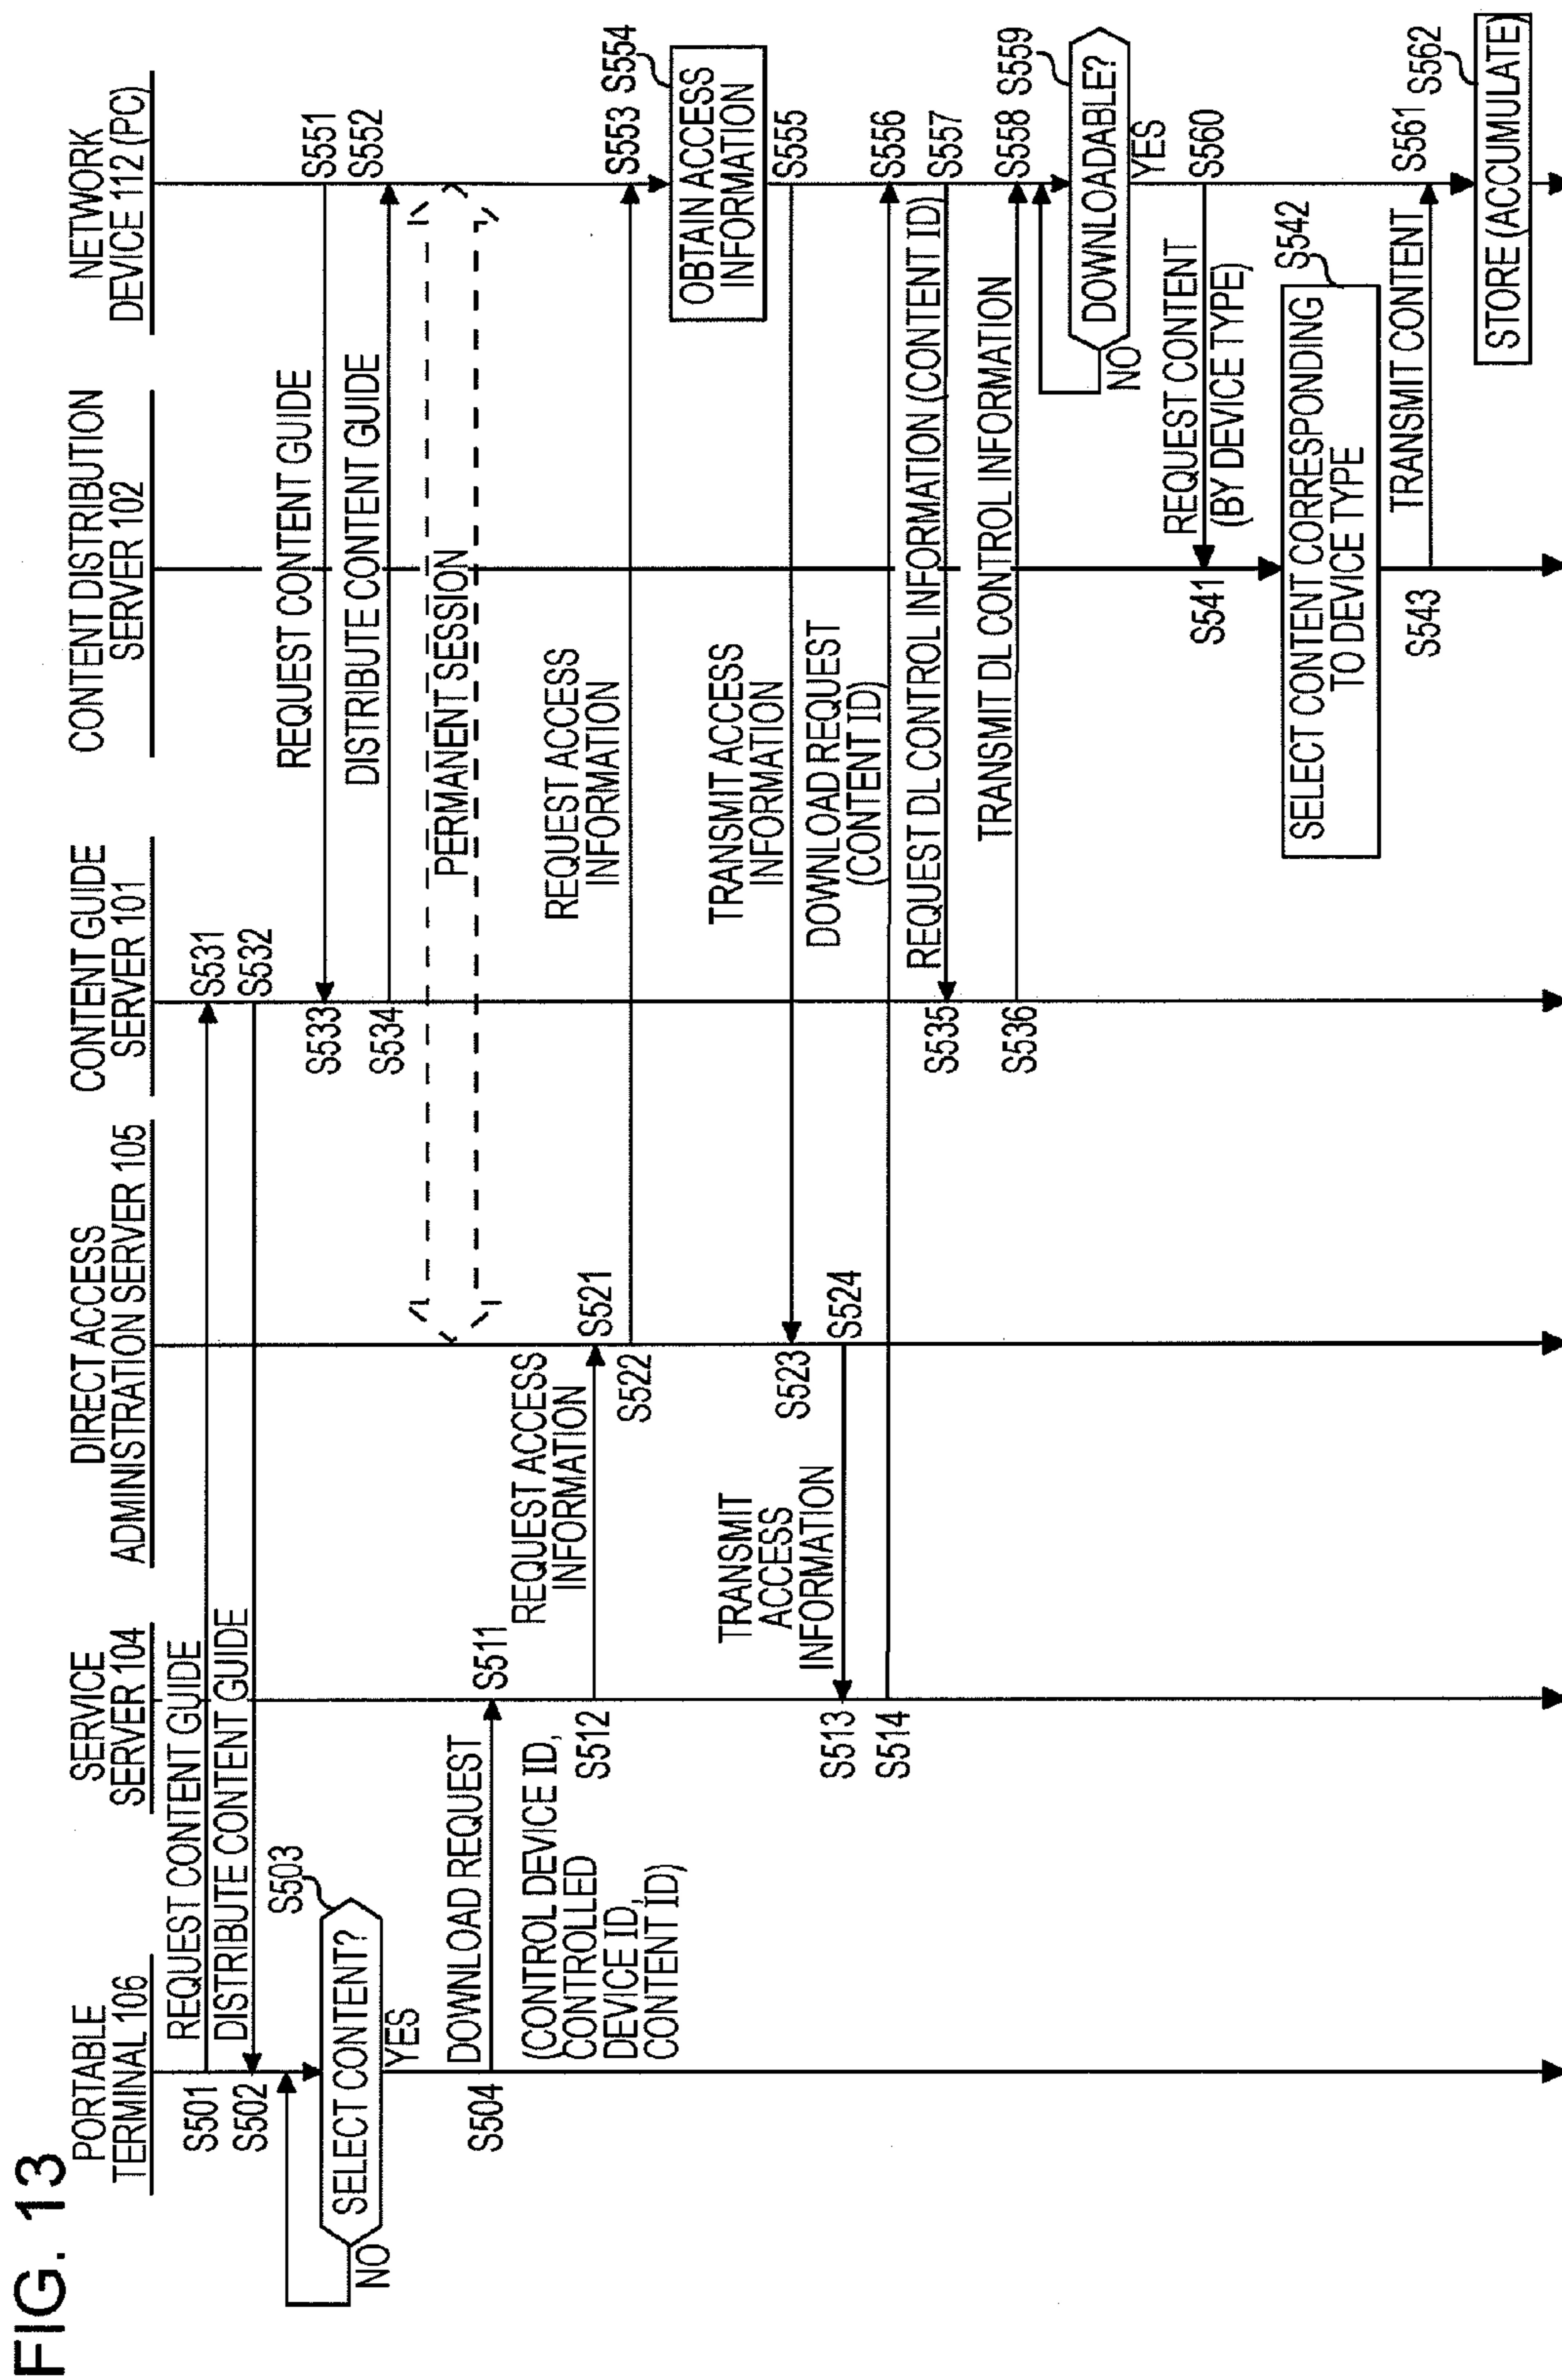 FIG. 13
PORTABLE
TERMINAL 106
SERVICE
SERVER 104
DIRECT ACCESS
ADMINISTRATION SERVER 105
CONTENT GUIDE
SERVER 101
CONTENT DISTRIBUTION
SERVER 102
NETWORK
DEVICE 112 (PC)
S501
REQUEST CONTENT GUIDE
S531
S502
DISTRIBUTE CONTENT GUIDE
S532
S503
SELECT CONTENT?
NO
YES
S533
REQUEST CONTENT GUIDE
S551
S534
DISTRIBUTE CONTENT GUIDE
S552
PERMANENT SESSION
S504
DOWNLOAD REQUEST
S511
(CONTROL DEVICE ID,
CONTROLLED
DEVICE ID,
CONTENT ID)
S512
REQUEST ACCESS
INFORMATION
S521
S522
REQUEST ACCESS
INFORMATION
S553
S554
OBTAIN ACCESS
INFORMATION
S523
TRANSMIT ACCESS
INFORMATION
S555
S513
TRANSMIT
ACCESS
INFORMATION
S524
S514
DOWNLOAD REQUEST
(CONTENT ID)
S556
S535
REQUEST DL CONTROL INFORMATION (CONTENT ID)
S557
S536
TRANSMIT DL CONTROL INFORMATION
S558
S559
DOWNLOADABLE?
NO
YES
S541
REQUEST CONTENT
(BY DEVICE TYPE)
S560
S542
SELECT CONTENT CORRESPONDING
TO DEVICE TYPE
S543
TRANSMIT CONTENT
S561
S562
STORE (ACCUMULATE)